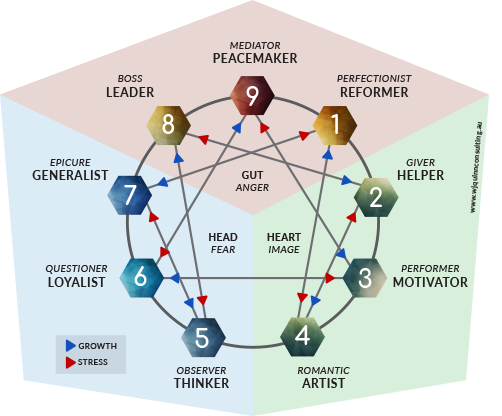 MEDIATOR
PEACEMAKER
9
BOSS
LEADER
8
PERFECTIONIST
REFORMER
1
EPICURE
GENERALIST
7
GUT
ANGER
GIVER
HELPER
2
HEAD
FEAR
HEART
IMAGE
QUESTIONER
LOYALIST
6
PERFORMER
MOTIVATOR
3
5
4
OBSERVER
THINKER
ROMANTIC
ARTIST
GROWTH
STRESS
www.wjquinnconsulting.au